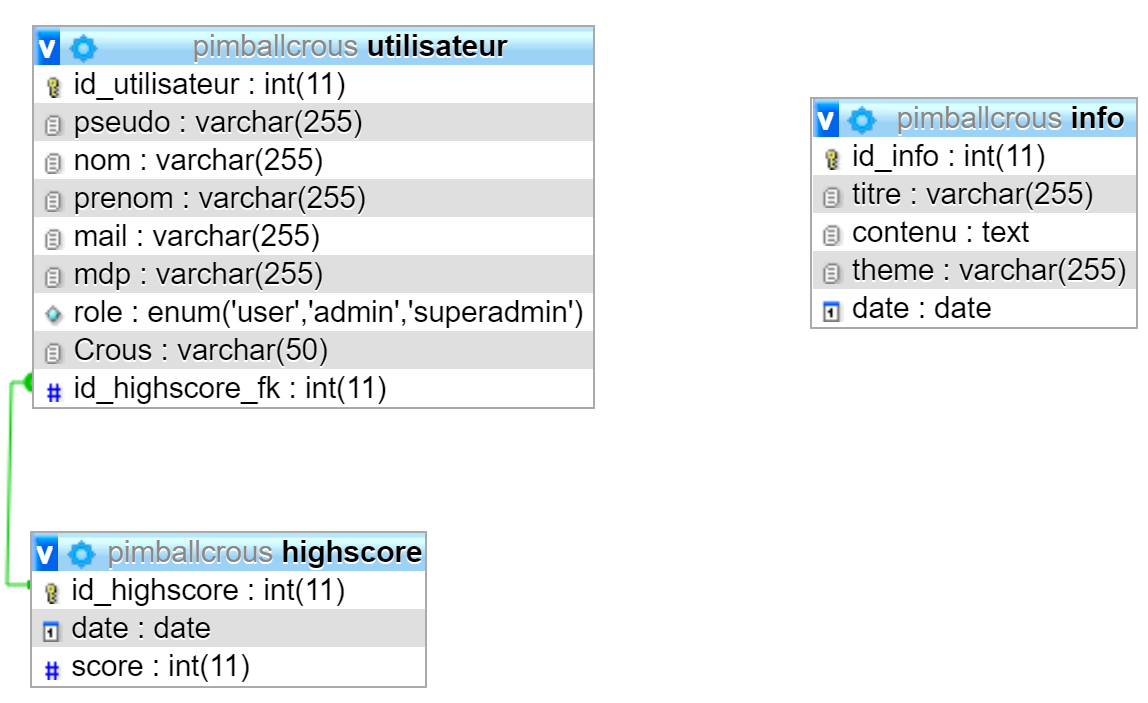 v pimballcrous utilisateur
id_utilisateur : int(11)
pseudo : varchar(255)
nom : varchar(255)
prenom : varchar(255)
mail : varchar(255)
mdp : varchar(255)
role : enum('user','admin','superadmin')
Crous : varchar(50)
# id_highscore_fk : int(11)
v pimballcrous info
id_info : int(11)
titre : varchar(255)
contenu : text
theme : varchar(255)
1 date : date
v pimballcrous highscore
id_highscore : int(11)
1 date : date
# score : int(11)